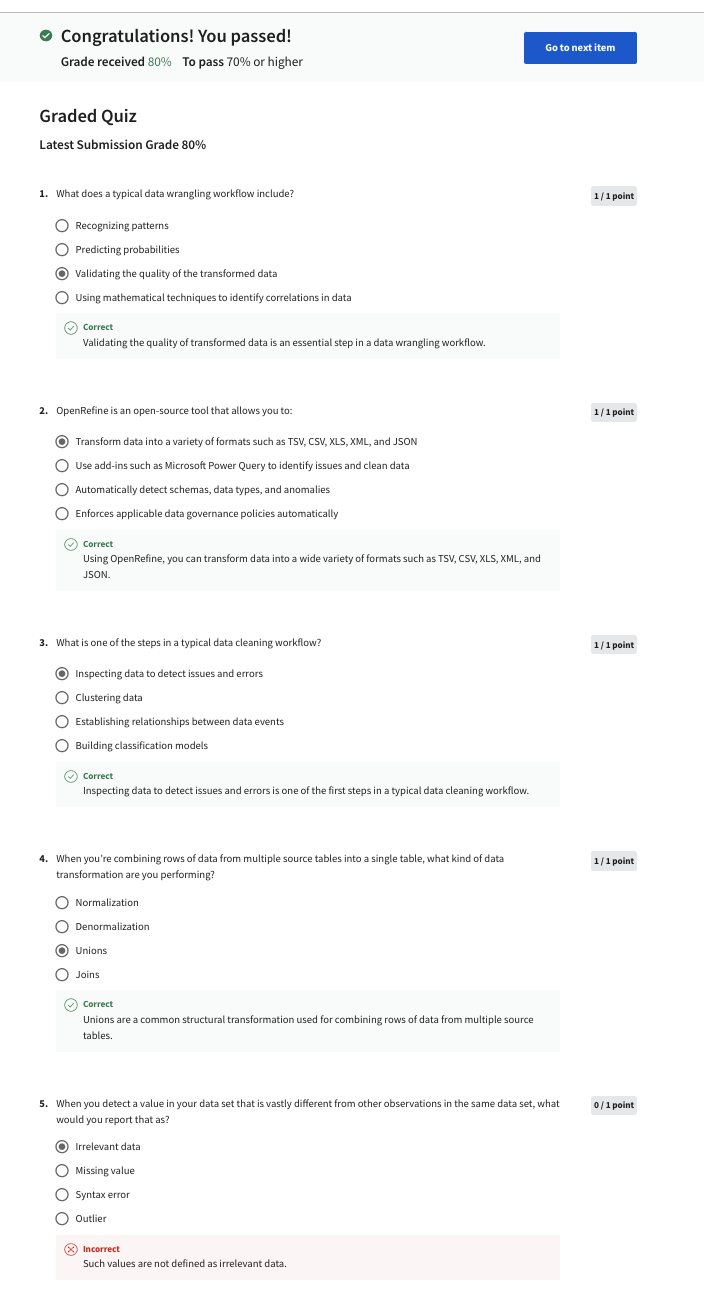 Congratulations! You passed!
Grade received 80% To pass 70% or higher
Go to next item
Graded Quiz
Latest Submission Grade 80%
1. What does a typical data wrangling workflow include?
1 / 1 point
Recognizing patterns
Predicting probabilities
Validating the quality of the transformed data
Using mathematical techniques to identify correlations in data
Correct
Validating the quality of transformed data is an essential step in a data wrangling workflow.
2. OpenRefine is an open-source tool that allows you to:
1 / 1 point
Transform data into a variety of formats such as TSV, CSV, XLS, XML, and JSON
Use add-ins such as Microsoft Power Query to identify issues and clean data
Automatically detect schemas, data types, and anomalies
Enforces applicable data governance policies automatically
Correct
Using OpenRefine, you can transform data into a wide variety of formats such as TSV, CSV, XLS, XML, and
JSON.
3. What is one of the steps in a typical data cleaning workflow?
1 / 1 point
Inspecting data to detect issues and errors
Clustering data
Establishing relationships between data events
Building classification models
Correct
Inspecting data to detect issues and errors is one of the first steps in a typical data cleaning workflow.
4. When you're combining rows of data from multiple source tables into a single table, what kind of data
transformation are you performing?
1 / 1 point
Normalization
Denormalization
Unions
Joins
Correct
Unions are a common structural transformation used for combining rows of data from multiple source
tables.
5. When you detect a value in your data set that is vastly different from other observations in the same data set, what
would you report that as?
0 / 1 point
Irrelevant data
Missing value
Syntax error
Outlier
Incorrect
Such values are not defined as irrelevant data.